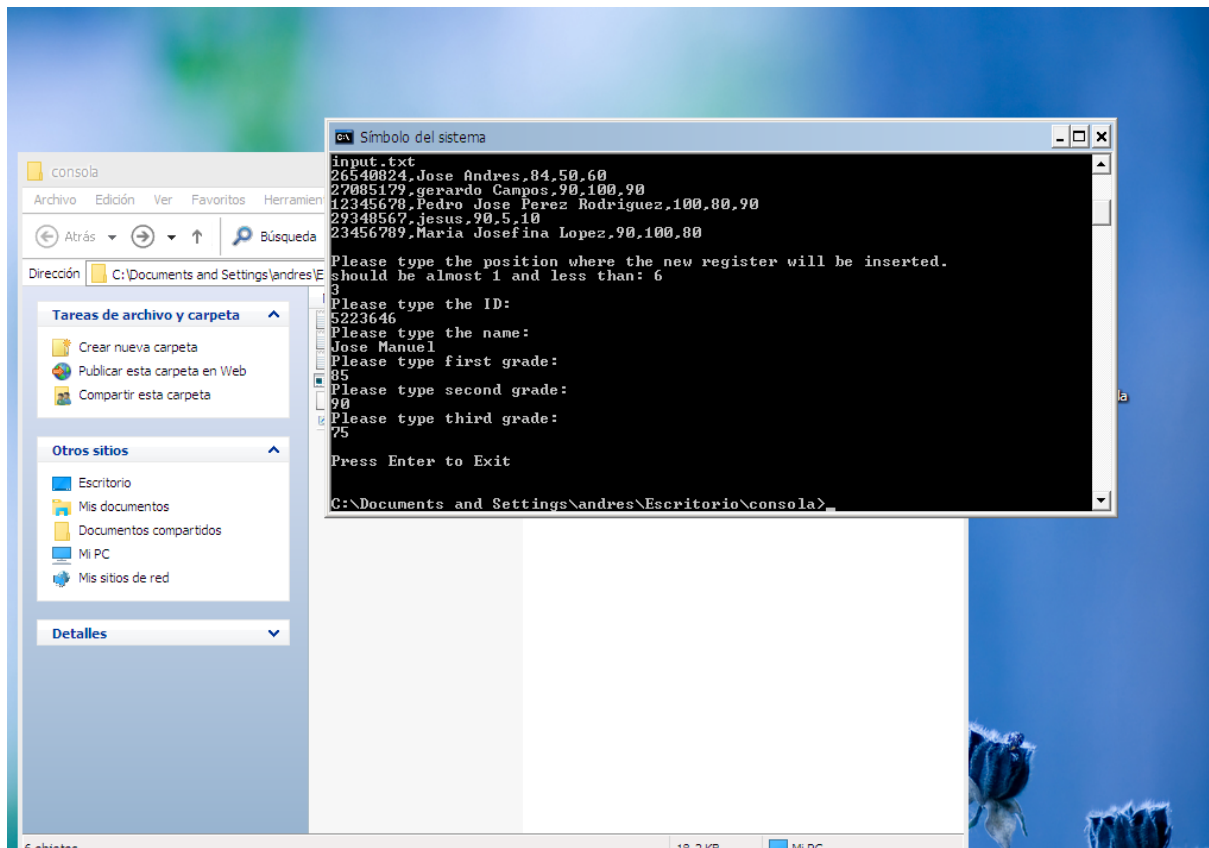 Símbolo del sistema
input.txt
26540824,Jose Andres,84,50,60
27085179,gerardo Campos,90,100,90
12345678,Pedro Jose Perez Rodriguez,100,80,90
29348567,jesus,90,5,10
23456789,Maria Josefina Lopez,90,100,80
Please type the position where the new register will be inserted.
should be almost 1 and less than: 6
3
Please type the ID:
5223646
Please type the name:
Jose Manuel
Please type first grade:
85
Please type second grade:
90
Please type third grade:
75
Press Enter to Exit
C:\Documents and Settings\andres\Escritorio\consola>_
consola
Archivo Edición Ver Favoritos Herramien
Atrás Búsqueda
Dirección C:\Documents and Settings\andres\E
Tareas de archivo y carpeta
Crear nueva carpeta
Publicar esta carpeta en Web
Compartir esta carpeta
Otros sitios
Escritorio
Mis documentos
Documentos compartidos
Mi PC
Mis sitios de red
Detalles
la
6 objetos Mi PC